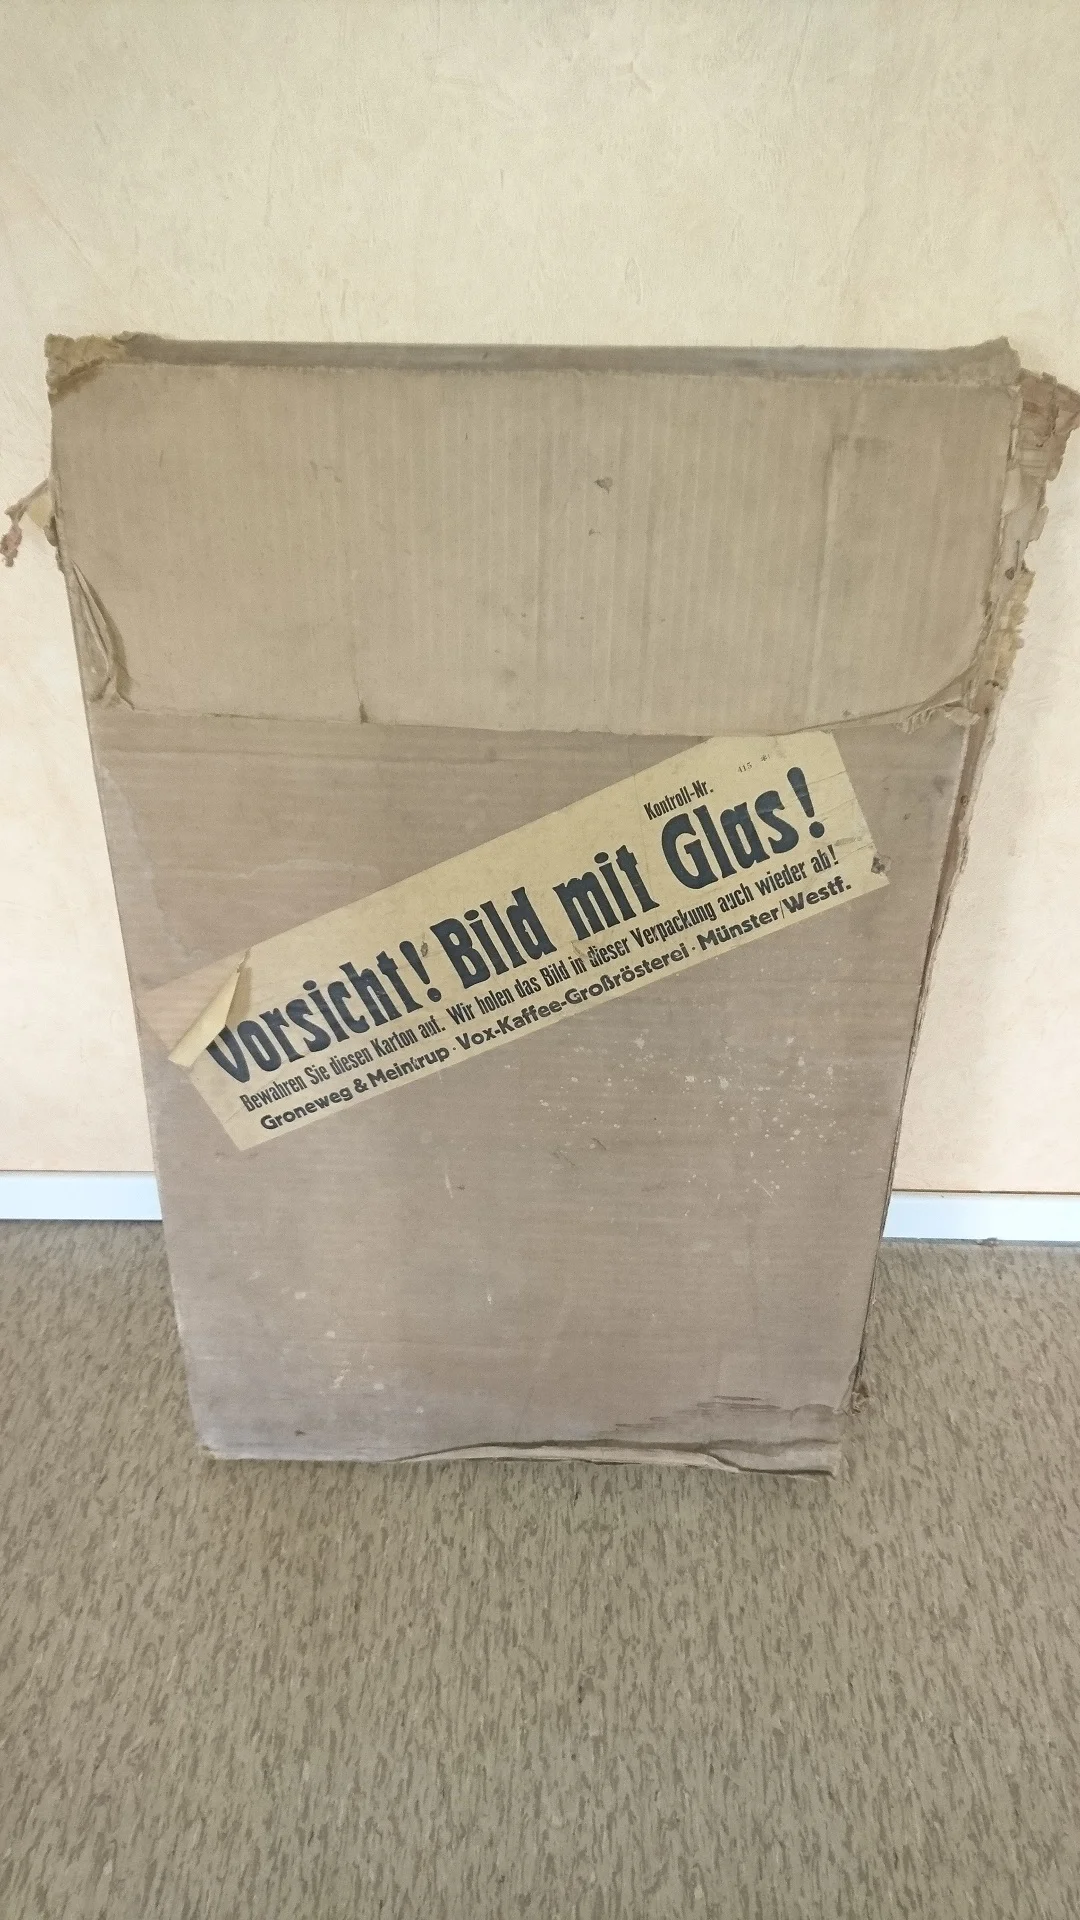 Kontroll-Nr. 415
Vorsicht! Bild mit Glas!
Bewahren Sie diesen Karton auf. Wir holen das Bild in dieser Verpackung auch wieder ab!
Groneweg & Meintrup · Vox-Kaffee-Großrösterei · Münster/Westf.